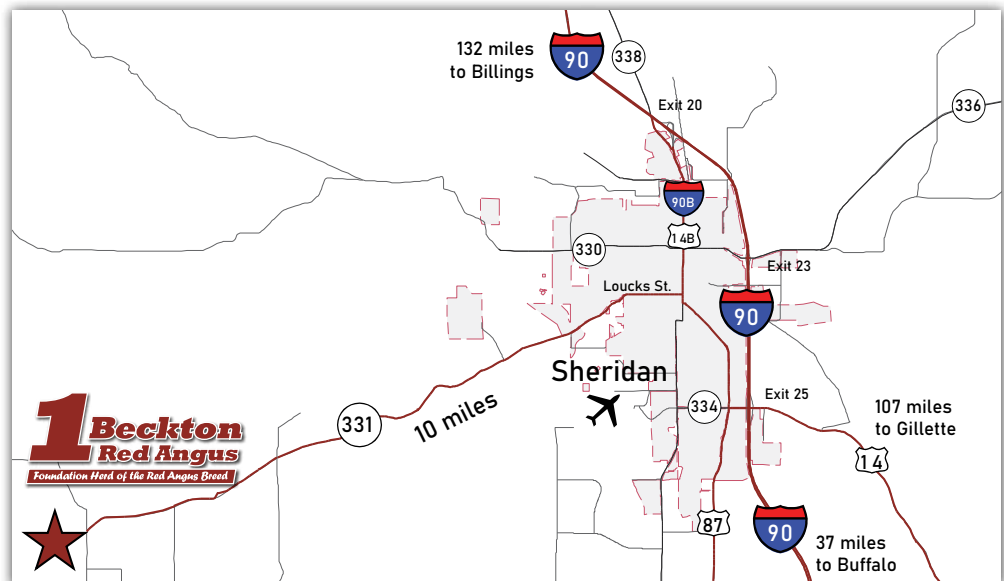 132 miles
to Billings
90
338
336
Exit 20
90B
14B
330
Exit 23
Loucks St.
90
Sheridan
1 Beckton
Red Angus
Foundation Herd of the Red Angus Breed
331
10 miles
334
Exit 25
107 miles
to Gillette
14
87
90
37 miles
to Buffalo